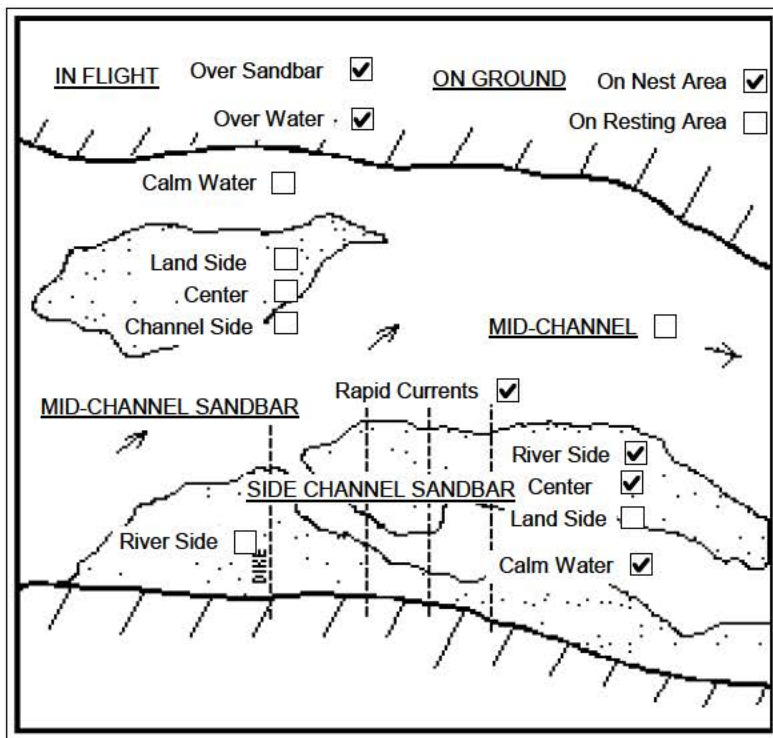 IN FLIGHT Over Sandbar ON GROUND On Nest Area
Over Water On Resting Area
Calm Water
Land Side
Center
Channel Side
MID-CHANNEL
Rapid Currents
MID-CHANNEL SANDBAR
River Side
SIDE CHANNEL SANDBAR Center
Land Side
River Side
DIKE
Calm Water